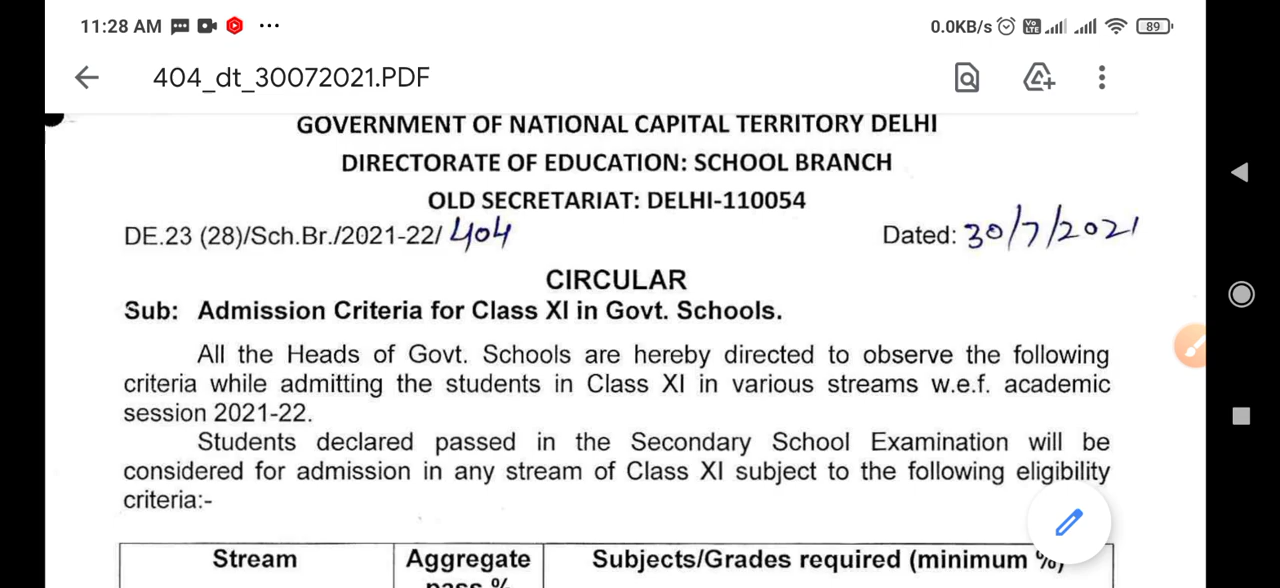 11:28 AM ...
0.0KB/s Vo LTE 89
404_dt_30072021.PDF
GOVERNMENT OF NATIONAL CAPITAL TERRITORY DELHI
DIRECTORATE OF EDUCATION: SCHOOL BRANCH
OLD SECRETARIAT: DELHI-110054
DE.23 (28)/Sch.Br./2021-22/ 404
Dated: 30/7/2021
CIRCULAR
Sub: Admission Criteria for Class XI in Govt. Schools.
All the Heads of Govt. Schools are hereby directed to observe the following
criteria while admitting the students in Class XI in various streams w.e.f. academic
session 2021-22.
Students declared passed in the Secondary School Examination will be
considered for admission in any stream of Class XI subject to the following eligibility
criteria:-
Stream
Aggregate
pass %
Subjects/Grades required (minimum %)